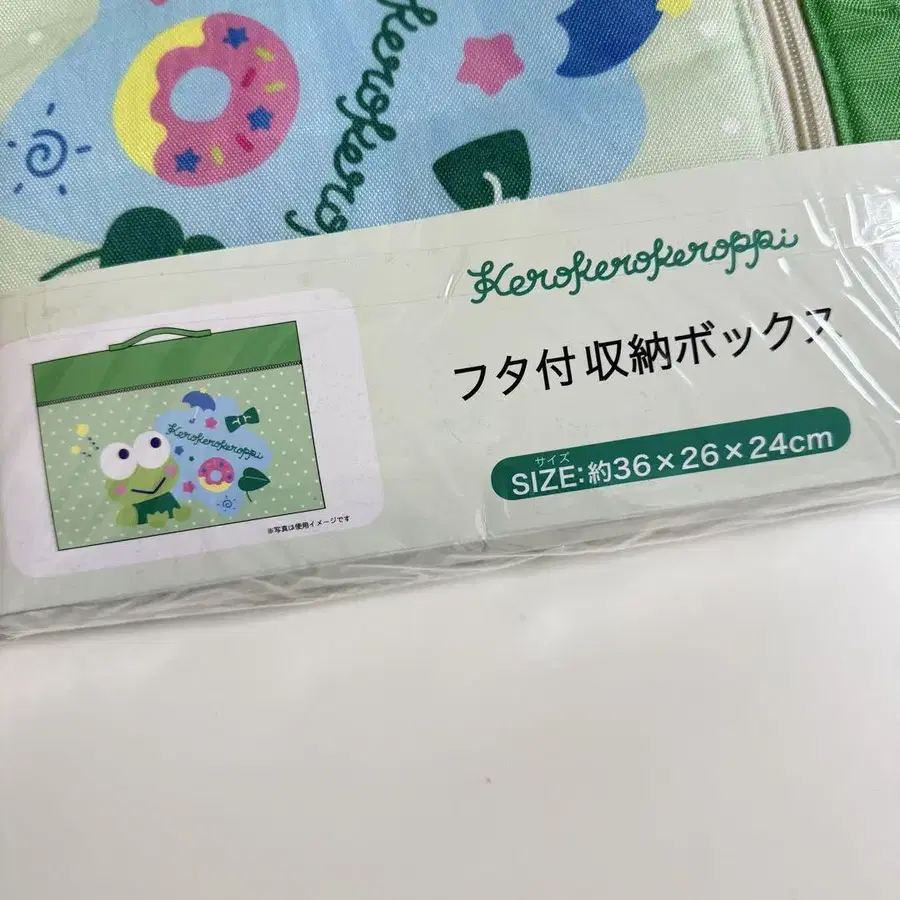 Kerokerokeroppi
フタ付収納ボックス
サイズ
SIZE:約36×26×24cm
Kerokerokeroppi
※写真は使用イメージです
kerokeroke